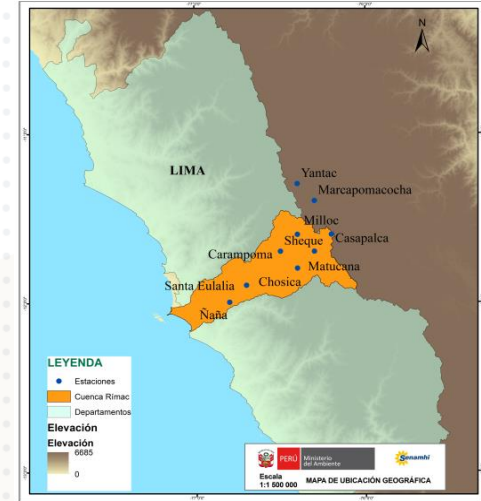 N
Yantac
Marcapomacocha
LIMA
Milloc
Sheque
Casapalca
Carampoma
Matucana
Santa Eulalia
Chosica
Ñaña
LEYENDA
Estaciones
Cuenca Rímac
Departamentos
Elevación
Elevación
6685
0
PERÚ
Ministerio
del Ambiente
Senamhi
Escala
1:1 500 000
MAPA DE UBICACIÓN GEOGRÁFICA